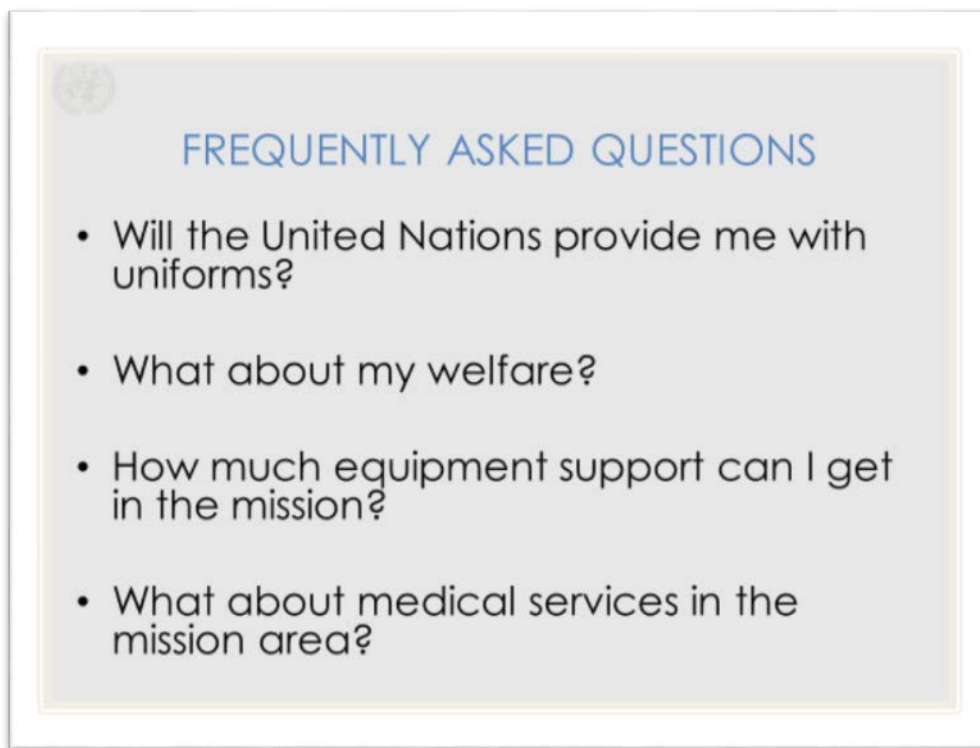 FREQUENTLY ASKED QUESTIONS
• Will the United Nations provide me with
uniforms?
• What about my welfare?
• How much equipment support can I get
in the mission?
• What about medical services in the
mission area?